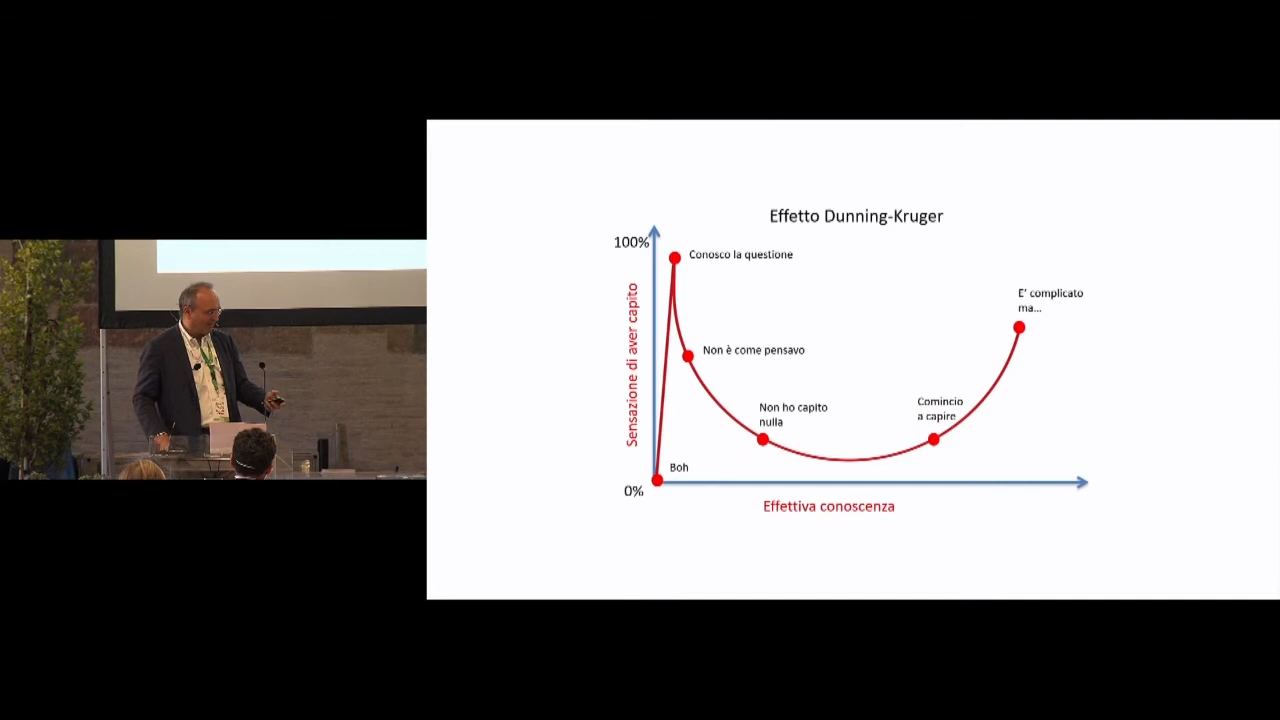 Effetto Dunning-Kruger
100%
Conosco la questione
E' complicato
ma...
Sensazione di aver capito
Non è come pensavo
Non ho capito
nulla
Comincio
a capire
Boh
0%
Effettiva conoscenza